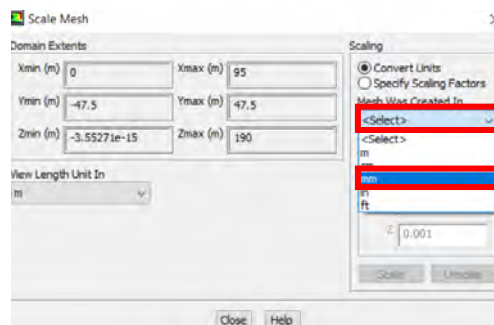 Scale Mesh
Domain Extents
Xmin (m) 0 Xmax (m) 95
Ymin (m) -47.5 Ymax (m) 47.5
Zmin (m) -3.55271e-15 Zmax (m) 190
View Length Unit In
m
Scaling
Convert Units
Specify Scaling Factors
Mesh Was Created In
<Select>
<Select>
m
mm
in
ft
Z 0.001
Scale Unscale
Close Help